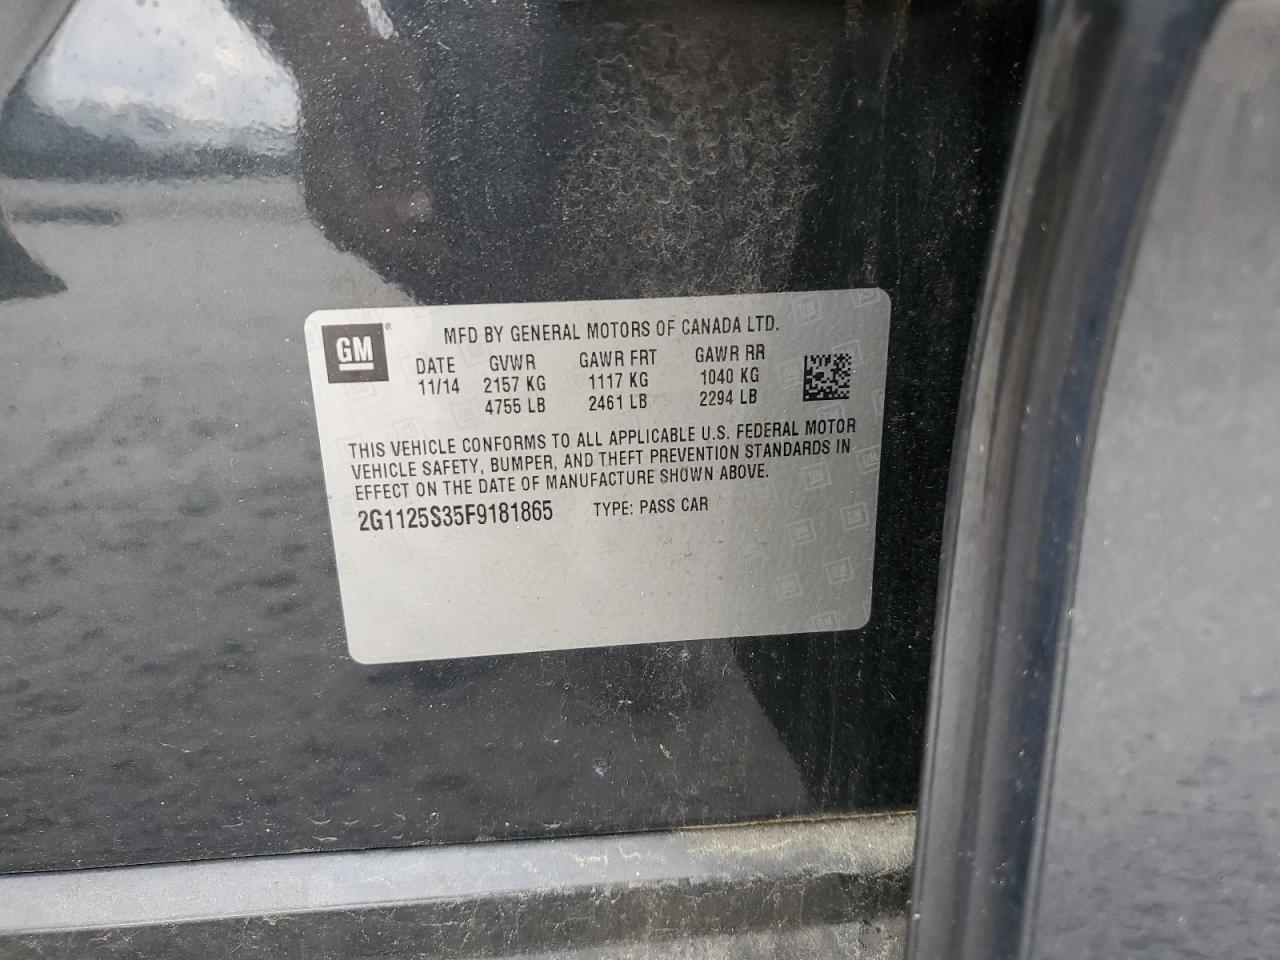 GM®
MFD BY GENERAL MOTORS OF CANADA LTD.
DATE GVWR GAWR FRT GAWR RR
11/14 2157 KG 1117 KG 1040 KG
4755 LB 2461 LB 2294 LB
THIS VEHICLE CONFORMS TO ALL APPLICABLE U.S. FEDERAL MOTOR
VEHICLE SAFETY, BUMPER, AND THEFT PREVENTION STANDARDS IN
EFFECT ON THE DATE OF MANUFACTURE SHOWN ABOVE.
2G1125S35F9181865 TYPE: PASS CAR